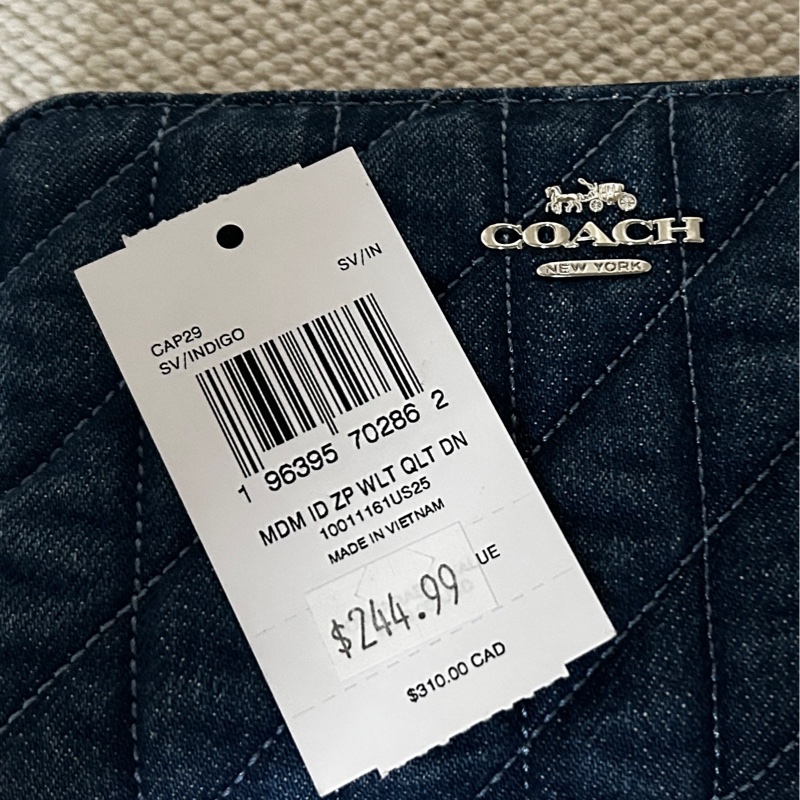 COACH
NEW YORK
SV/IN
CAP29
SV/INDIGO
1 96395 70286 2
MDM ID ZP WLT QLT DN
10011161US25
MADE IN VIETNAM
UE
$244.99
$310.00 CAD